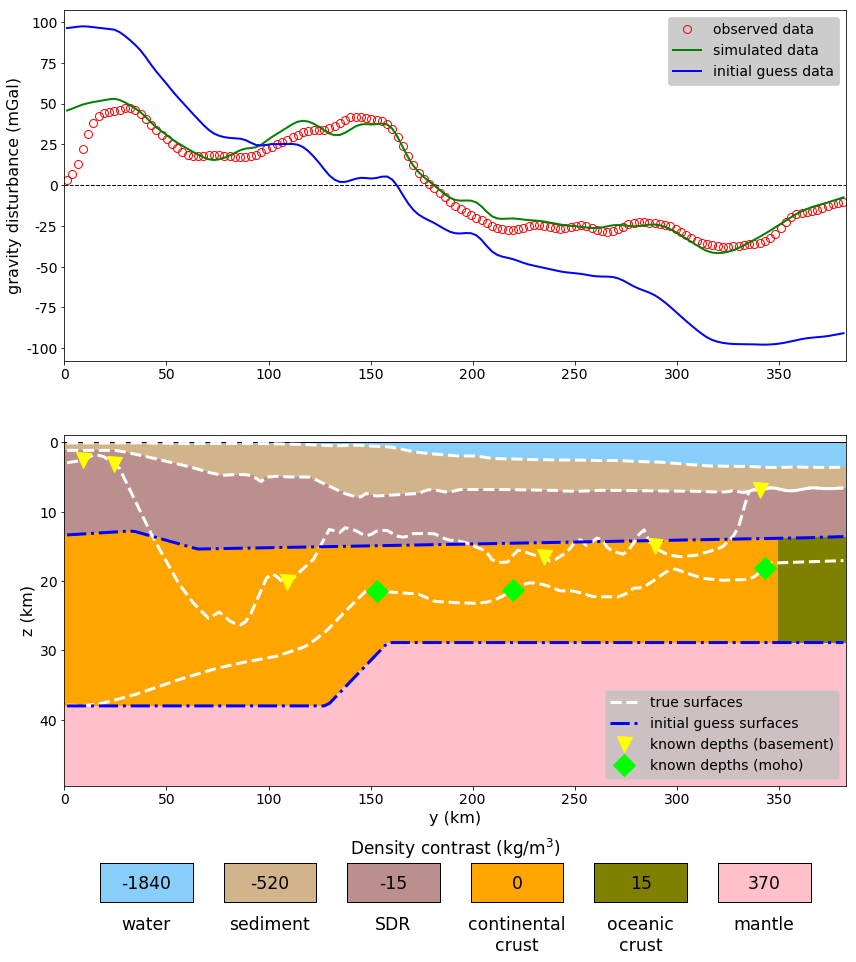 100
75
50
25
0
-25
-50
-75
-100
gravity disturbance (mGal)
observed data
simulated data
initial guess data
0 50 100 150 200 250 300 350
0
10
20
30
40
z (km)
true surfaces
initial guess surfaces
known depths (basement)
known depths (moho)
0 50 100 150 200 250 300 350
y (km)
Density contrast (kg/m³)
-1840 -520 -15 0 15 370
water sediment SDR continental oceanic mantle
crust crust